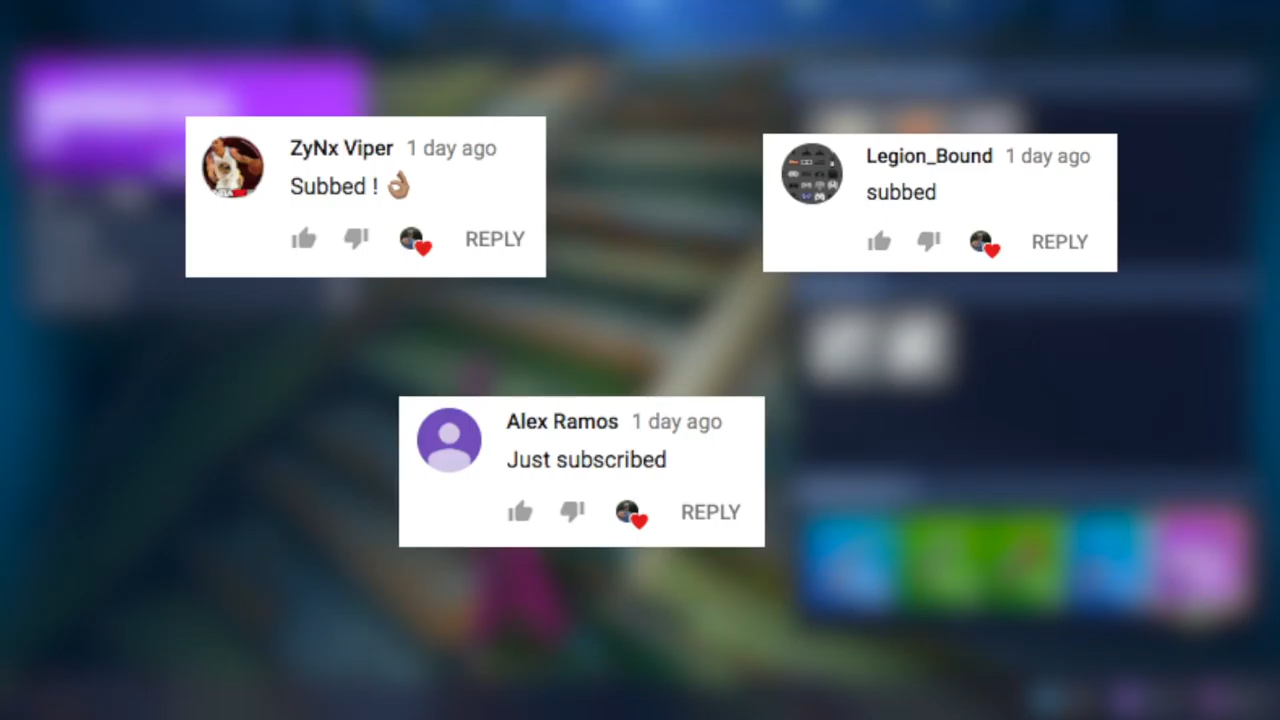 ZyNx Viper 1 day ago
Subbed ! 👌🏽
REPLY
Legion_Bound 1 day ago
subbed
REPLY
Alex Ramos 1 day ago
Just subscribed
REPLY